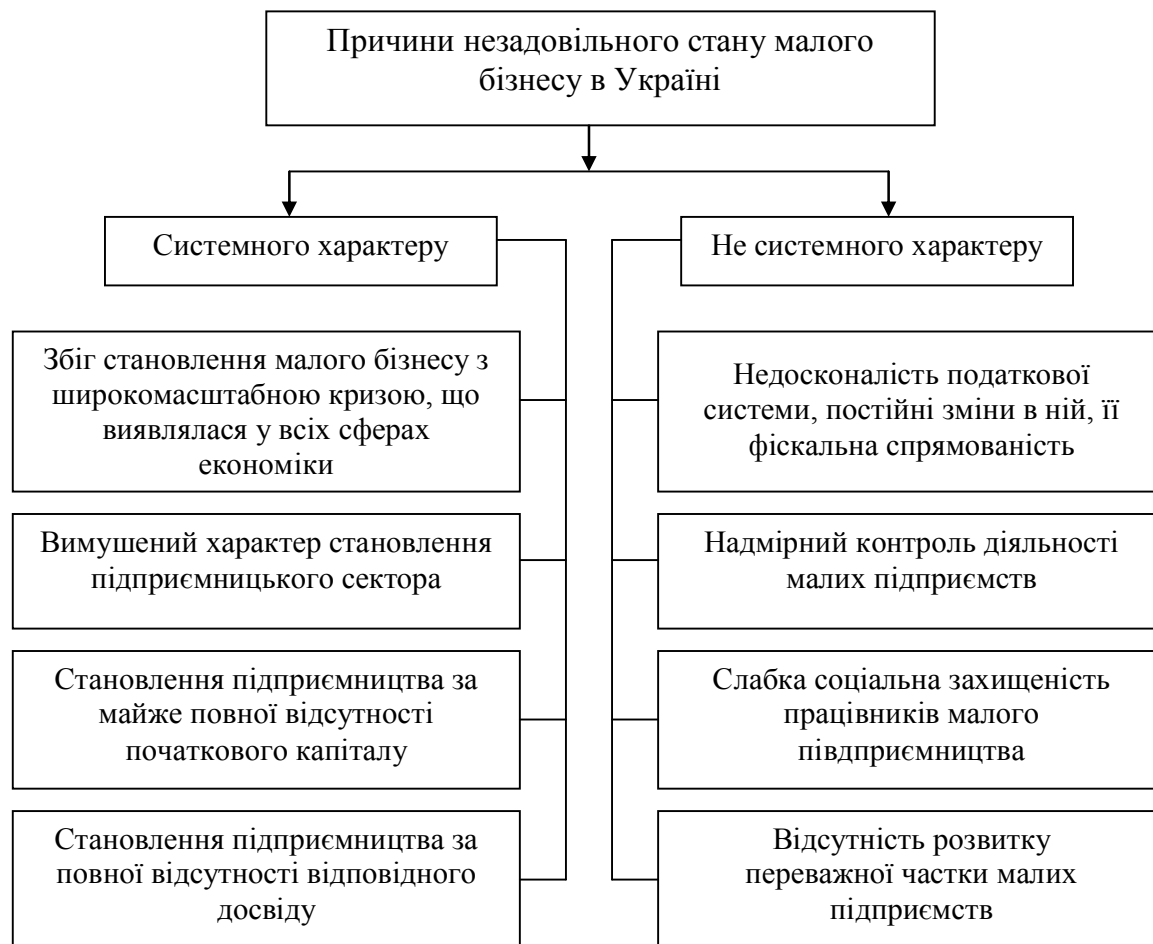 Причини незадовільного стану малого
бізнесу в Україні
Системного характеру
Не системного характеру
Збіг становлення малого бізнесу з
широкомасштабною кризою, що
виявлялася у всіх сферах
економіки
Вимушений характер становлення
підприємницького сектора
Становлення підприємництва за
майже повної відсутності
початкового капіталу
Становлення підприємництва за
повної відсутності відповідного
досвіду
Недосконалість податкової
системи, постійні зміни в ній, її
фіскальна спрямованість
Надмірний контроль діяльності
малих підприємств
Слабка соціальна захищеність
працівників малого
півдприємництва
Відсутність розвитку
переважної частки малих
підприємств